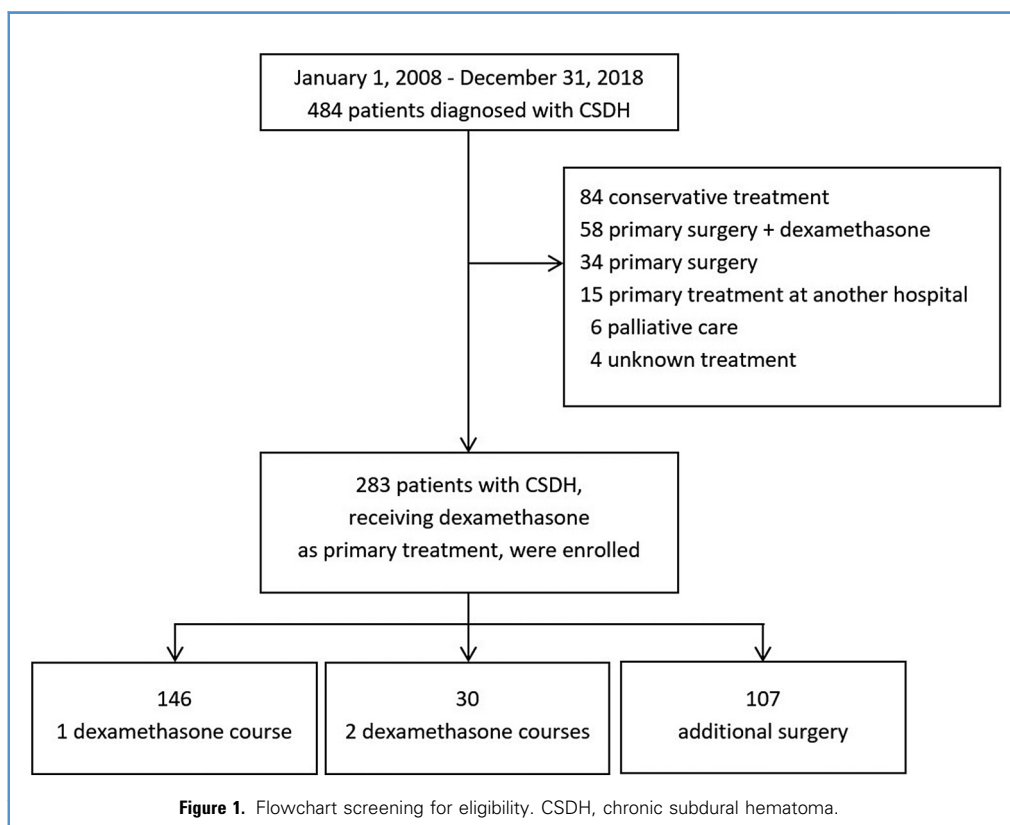 January 1, 2008 - December 31, 2018
484 patients diagnosed with CSDH
84 conservative treatment
58 primary surgery + dexamethasone
34 primary surgery
15 primary treatment at another hospital
6 palliative care
4 unknown treatment
283 patients with CSDH,
receiving dexamethasone
as primary treatment, were enrolled
146
1 dexamethasone course
30
2 dexamethasone courses
107
additional surgery
Figure 1. Flowchart screening for eligibility. CSDH, chronic subdural hematoma.